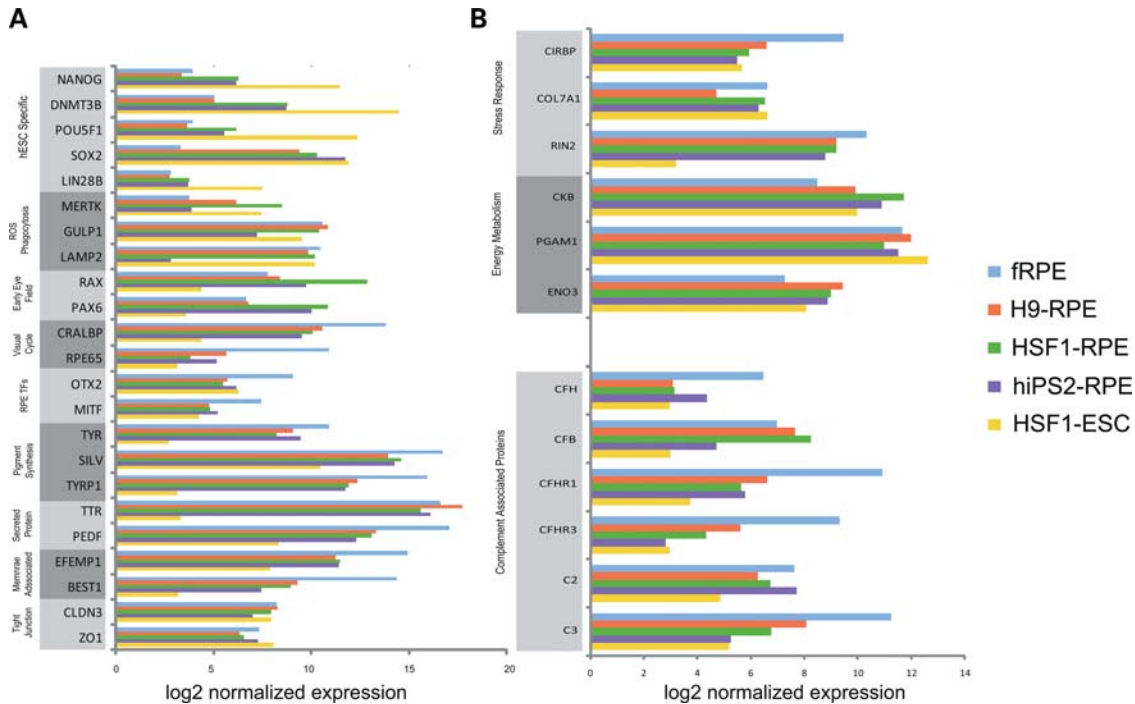 A
hESC Specific
NANOG
DNMT3B
POU5F1
SOX2
LIN28B
ROS
Phagocytosis
MERTK
GULP1
LAMP2
Early Eye
Field
RAX
PAX6
Visual
Cycle
CRALBP
RPE65
RPE TFs
OTX2
MITF
Pigment
Synthesis
TYR
SILV
TYRP1
Secreted
Protein
TTR
PEDF
Memnrae
Adssociated
EFEMP1
BEST1
Tight
Junction
CLDN3
ZO1
0 5 10 15 20
log2 normalized expression
B
Stress Response
CIRBP
COL7A1
RIN2
Energy Metabolism
CKB
PGAM1
ENO3
Complement Associated Proteins
CFH
CFB
CFHR1
CFHR3
C2
C3
0 2 4 6 8 10 12 14
log2 normalized expression
fRPE
H9-RPE
HSF1-RPE
hiPS2-RPE
HSF1-ESC